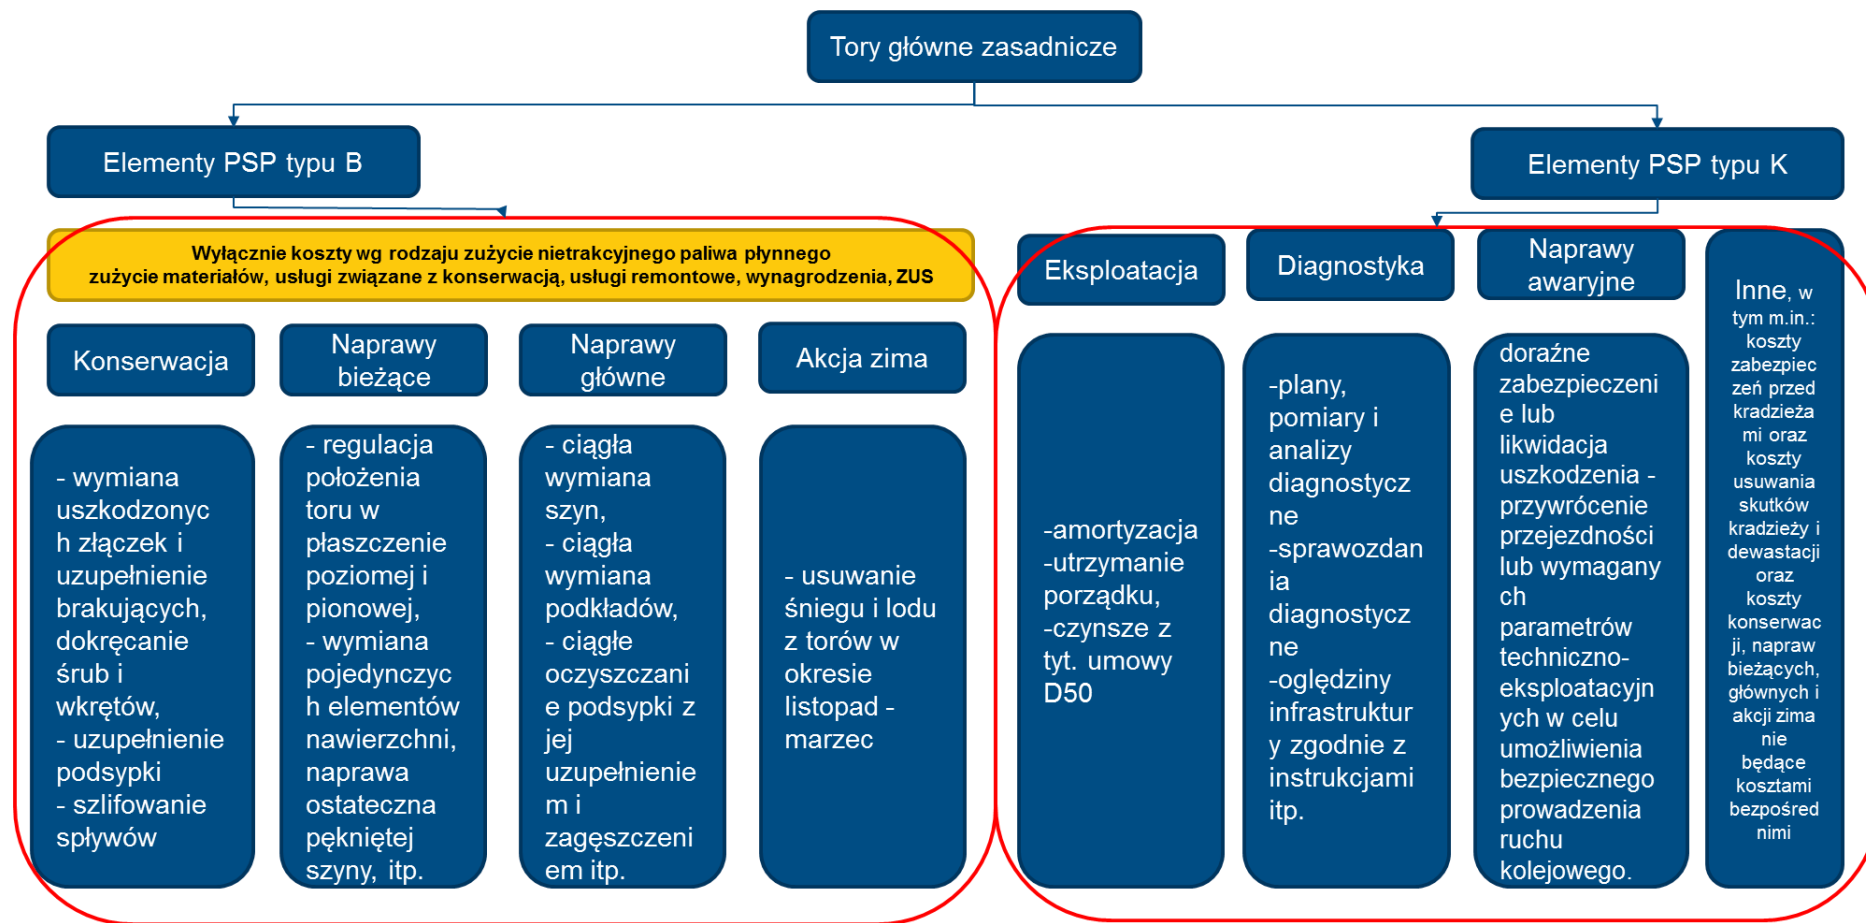 Tory główne zasadnicze
Elementy PSP typu B
Elementy PSP typu K
Wyłącznie koszty wg rodzaju zużycie nietrakcyjnego paliwa płynnego
zużycie materiałów, usługi związane z konserwacją, usługi remontowe, wynagrodzenia, ZUS
Konserwacja
Naprawy
bieżące
Naprawy
główne
Akcja zima
- wymiana
uszkodzonyc
h złączek i
uzupełnienie
brakujących,
dokręcanie
śrub i
wkrętów,
- uzupełnienie
podsypki
- szlifowanie
spływów
- regulacja
położenia
toru w
płaszczenie
poziomej i
pionowej,
- wymiana
pojedynczyc
h elementów
nawierzchni,
naprawa
ostateczna
pękniętej
szyny, itp.
- ciągła
wymiana
szyn,
- ciągła
wymiana
podkładów,
- ciągłe
oczyszczani
e podsypki z
jej
uzupełnienie
m i
zagęszczeni
em itp.
- usuwanie
śniegu i lodu
z torów w
okresie
listopad -
marzec
Eksploatacja
Diagnostyka
Naprawy
awaryjne
-amortyzacja
-utrzymanie
porządku,
-czynsze z
tyt. umowy
D50
-plany,
pomiary i
analizy
diagnostycz
ne
-sprawozdan
ia
diagnostycz
ne
-oględziny
infrastruktur
y zgodnie z
instrukcjami
itp.
doraźne
zabezpieczeni
e lub
likwidacja
uszkodzenia -
przywrócenie
przejezdności
lub wymagany
ch
parametrów
techniczno-
eksploatacyjn
ych w celu
umożliwienia
bezpiecznego
prowadzenia
ruchu
kolejowego.
Inne, w
tym m.in.:
koszty
zabezpiec
zeń przed
kradzieża
mi oraz
koszty
usuwania
skutków
kradzieży i
dewastacji
oraz
koszty
konserwac
ji, napraw
bieżących,
głównych i
akcji zima
nie
będące
kosztami
bezpośred
nimi